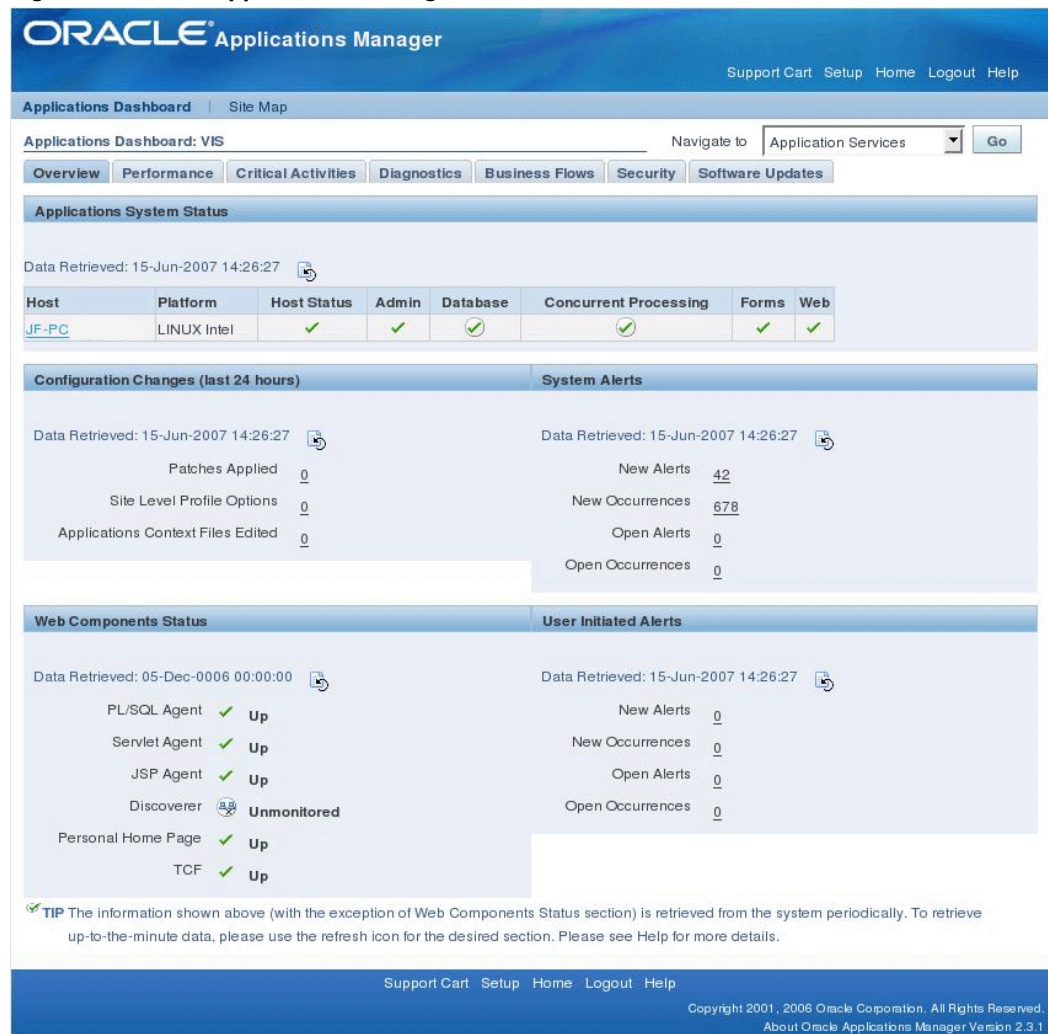 ORACLE® Applications Manager
Support Cart Setup Home Logout Help
Applications Dashboard | Site Map
Applications Dashboard: VIS
Navigate to Application Services Go
Overview Performance Critical Activities Diagnostics Business Flows Security Software Updates
Applications System Status
Data Retrieved: 15-Jun-2007 14:26:27
Host Platform Host Status Admin Database Concurrent Processing Forms Web
JF-PC LINUX Intel
Configuration Changes (last 24 hours)
Data Retrieved: 15-Jun-2007 14:26:27
Patches Applied 0
Site Level Profile Options 0
Applications Context Files Edited 0
System Alerts
Data Retrieved: 15-Jun-2007 14:26:27
New Alerts 42
New Occurrences 678
Open Alerts 0
Open Occurrences 0
Web Components Status
Data Retrieved: 05-Dec-0006 00:00:00
PL/SQL Agent Up
Servlet Agent Up
JSP Agent Up
Discoverer Unmonitored
Personal Home Page Up
TCF Up
User Initiated Alerts
Data Retrieved: 15-Jun-2007 14:26:27
New Alerts 0
New Occurrences 0
Open Alerts 0
Open Occurrences 0
TIP The information shown above (with the exception of Web Components Status section) is retrieved from the system periodically. To retrieve
up-to-the-minute data, please use the refresh icon for the desired section. Please see Help for more details.
Support Cart Setup Home Logout Help
Copyright 2001, 2006 Oracle Corporation. All Rights Reserved.
About Oracle Applications Manager Version 2.3.1